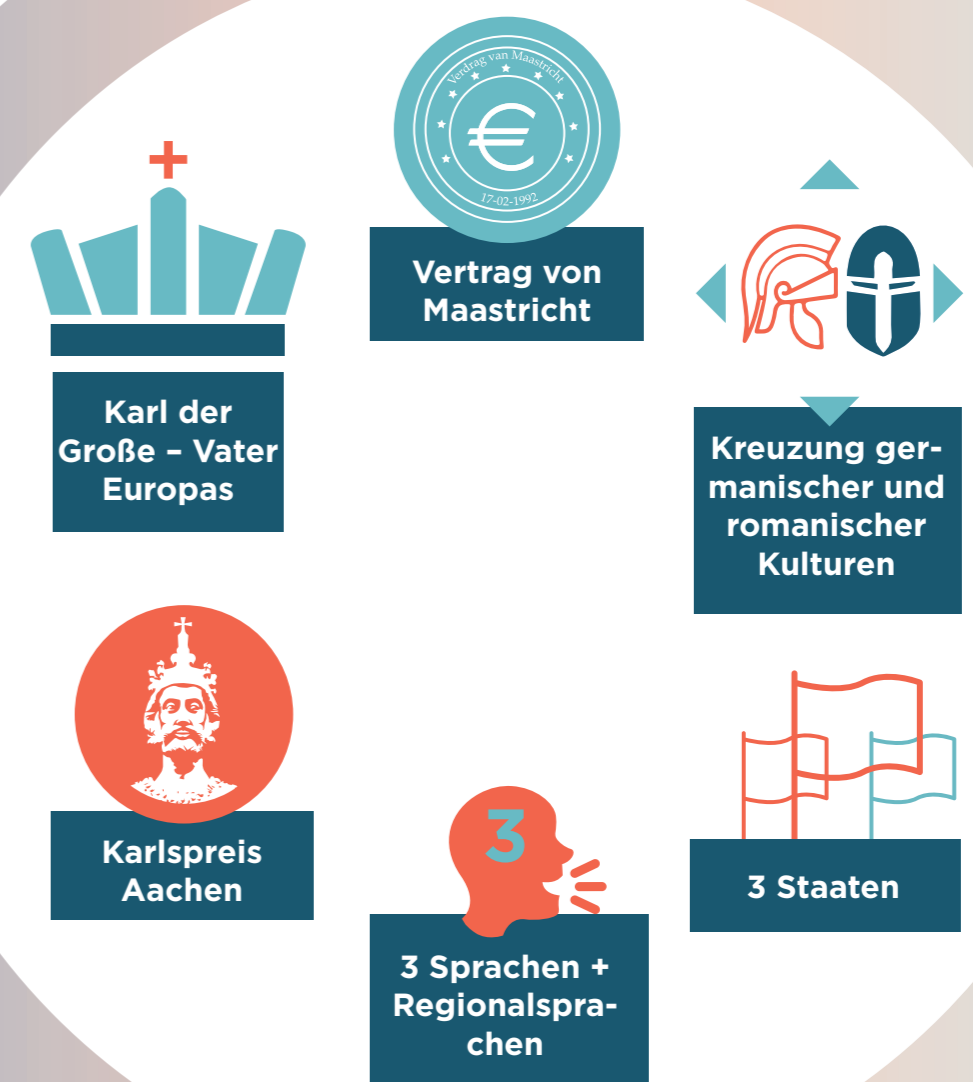 Verdrag van Maastricht
€
17-02-1992
Vertrag von
Maastricht
Karl der
Große – Vater
Europas
Kreuzung ger-
manischer und
romanischer
Kulturen
Karlspreis
Aachen
3
3 Sprachen +
Regionalspra-
chen
3 Staaten